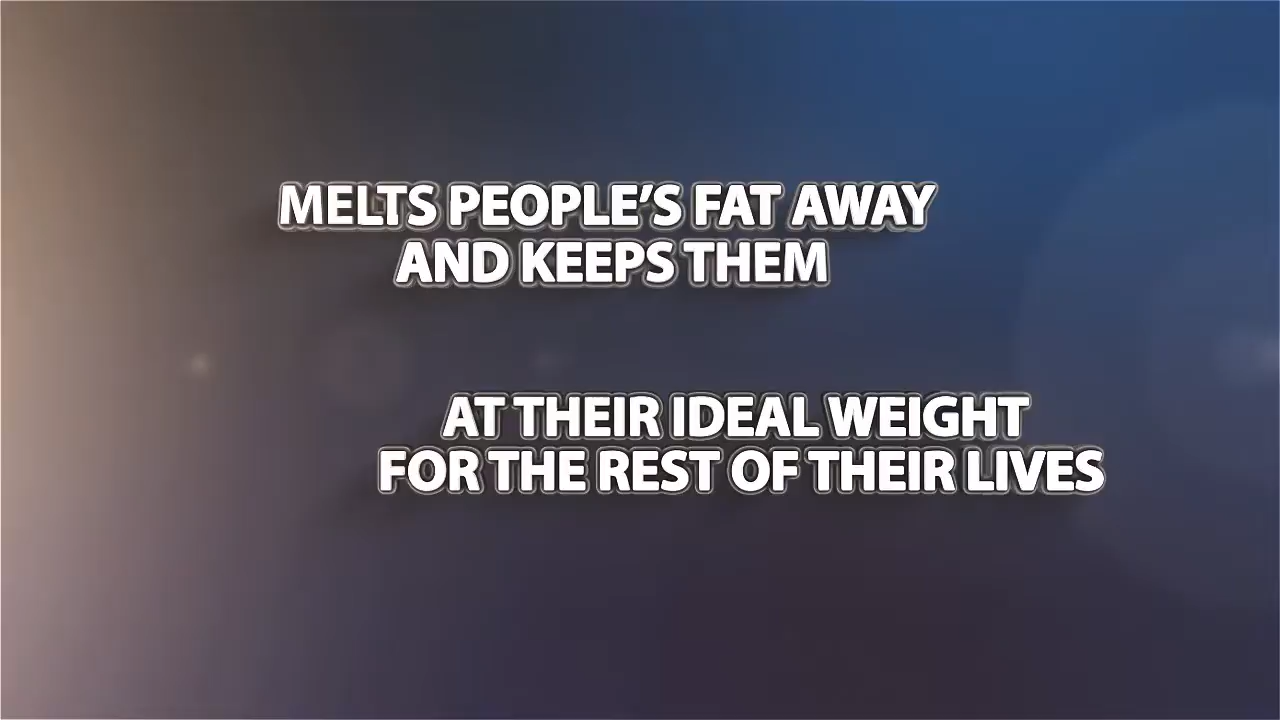 MELTS PEOPLE’S FAT AWAY
AND KEEPS THEM
AT THEIR IDEAL WEIGHT
FOR THE REST OF THEIR LIVES